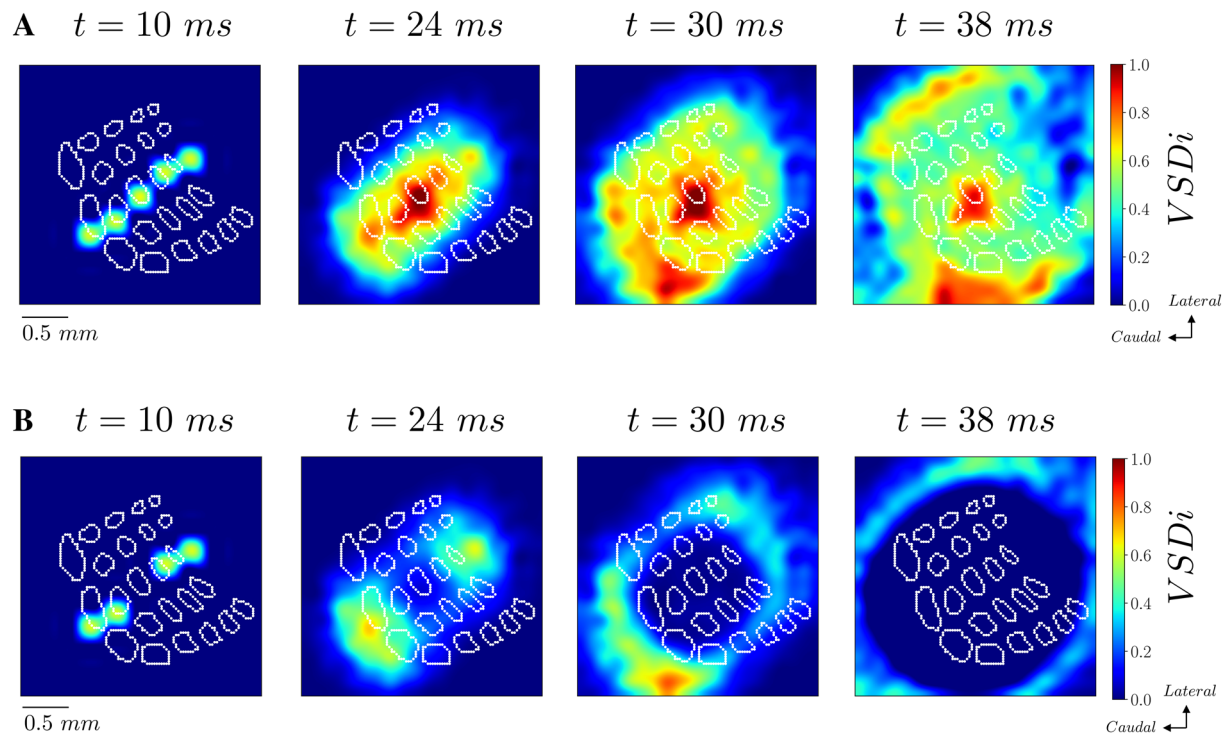 A t = 10 ms t = 24 ms t = 30 ms t = 38 ms
1.0
0.8
0.6
0.4
0.2
0.0
VSDi
0.5 mm
Lateral
Caudal
B t = 10 ms t = 24 ms t = 30 ms t = 38 ms
1.0
0.8
0.6
0.4
0.2
0.0
VSDi
0.5 mm
Lateral
Caudal